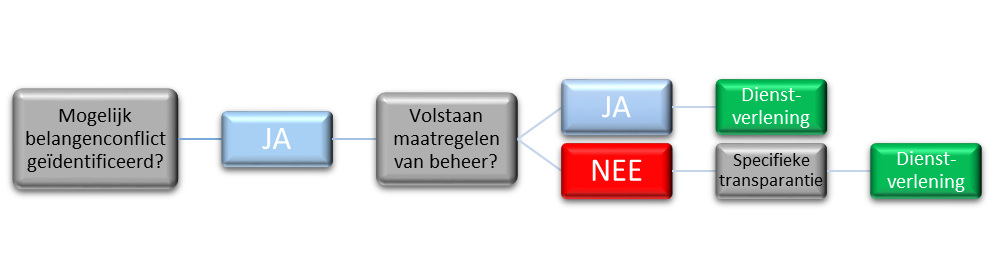 Mogelijk
belangenconflict
geïdentificeerd?
JA
Volstaan
maatregelen
van beheer?
JA
Dienst-
verlening
NEE
Specifieke
transparantie
Dienst-
verlening